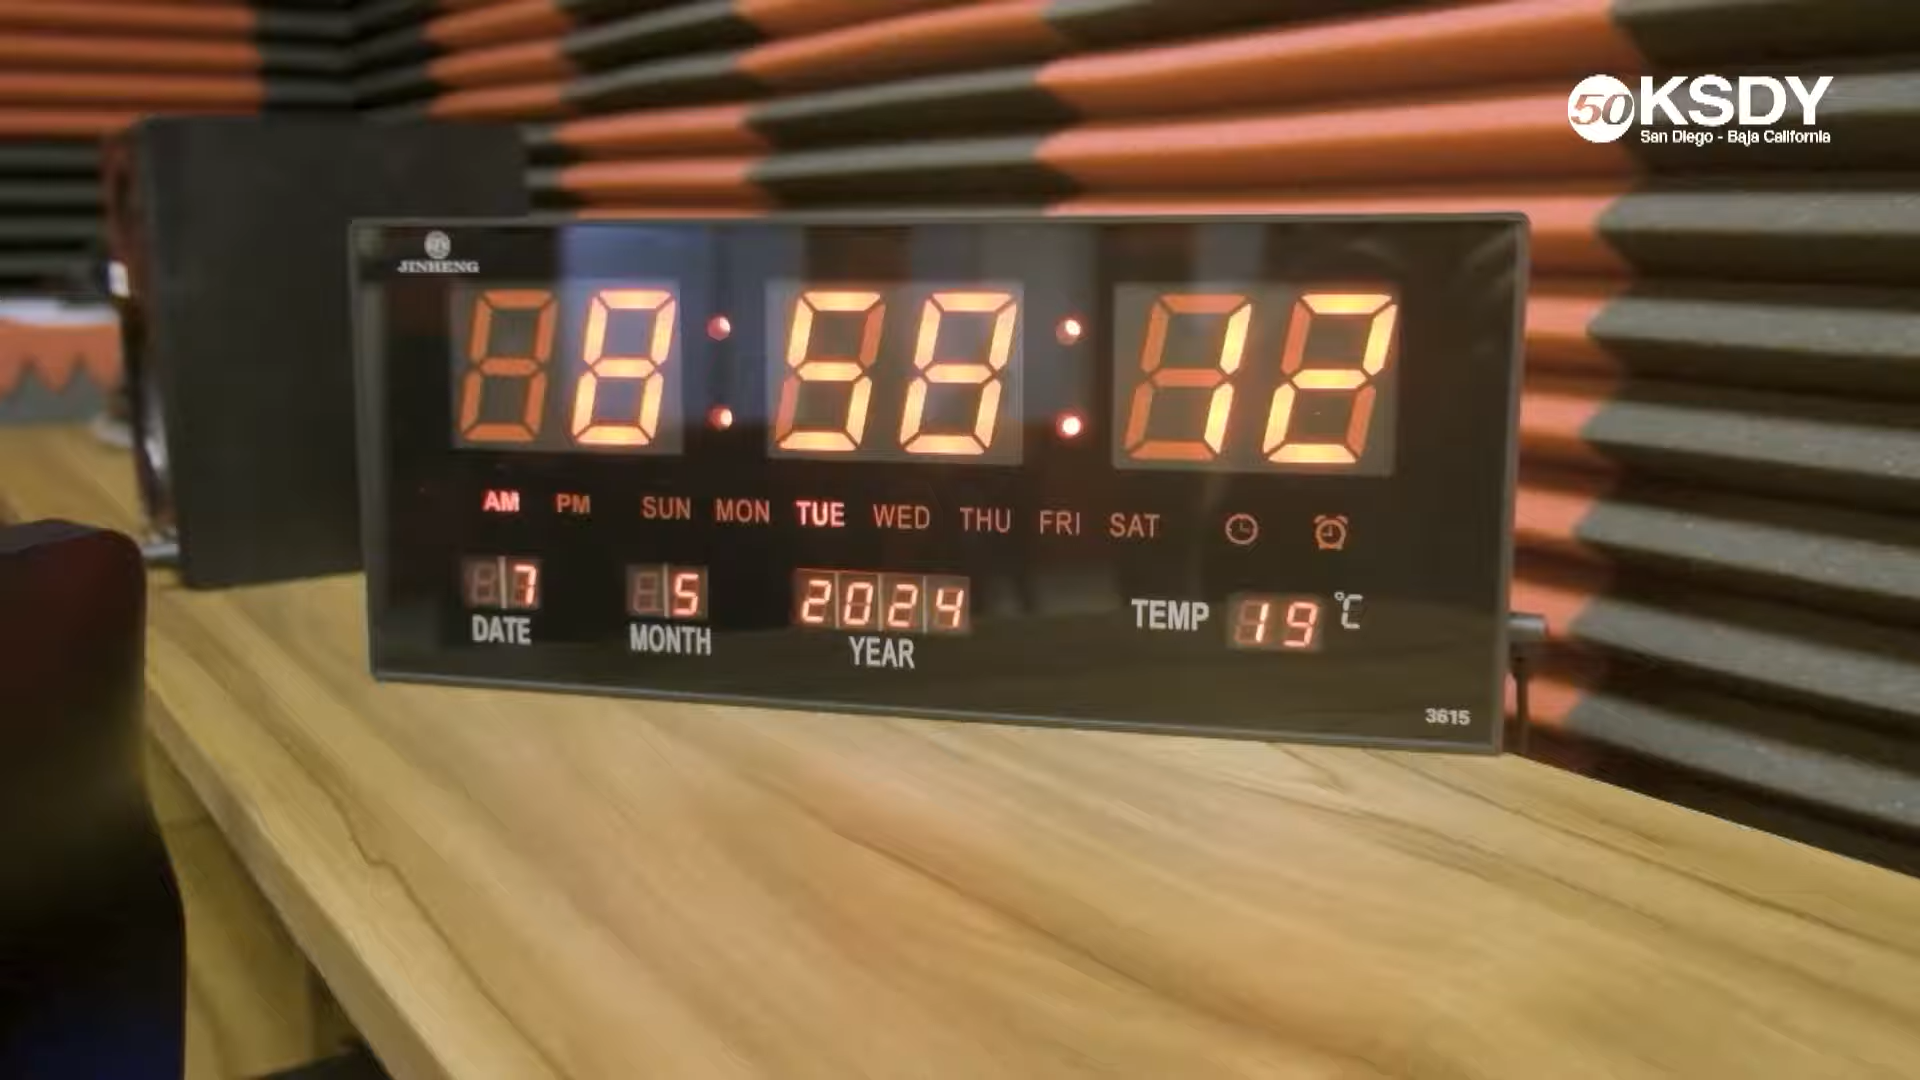 50 KSDY
San Diego - Baja California
JINHENG
8:58:12
AM PM SUN MON TUE WED THU FRI SAT
7 5 2024 TEMP 19 °C
DATE MONTH YEAR
3615